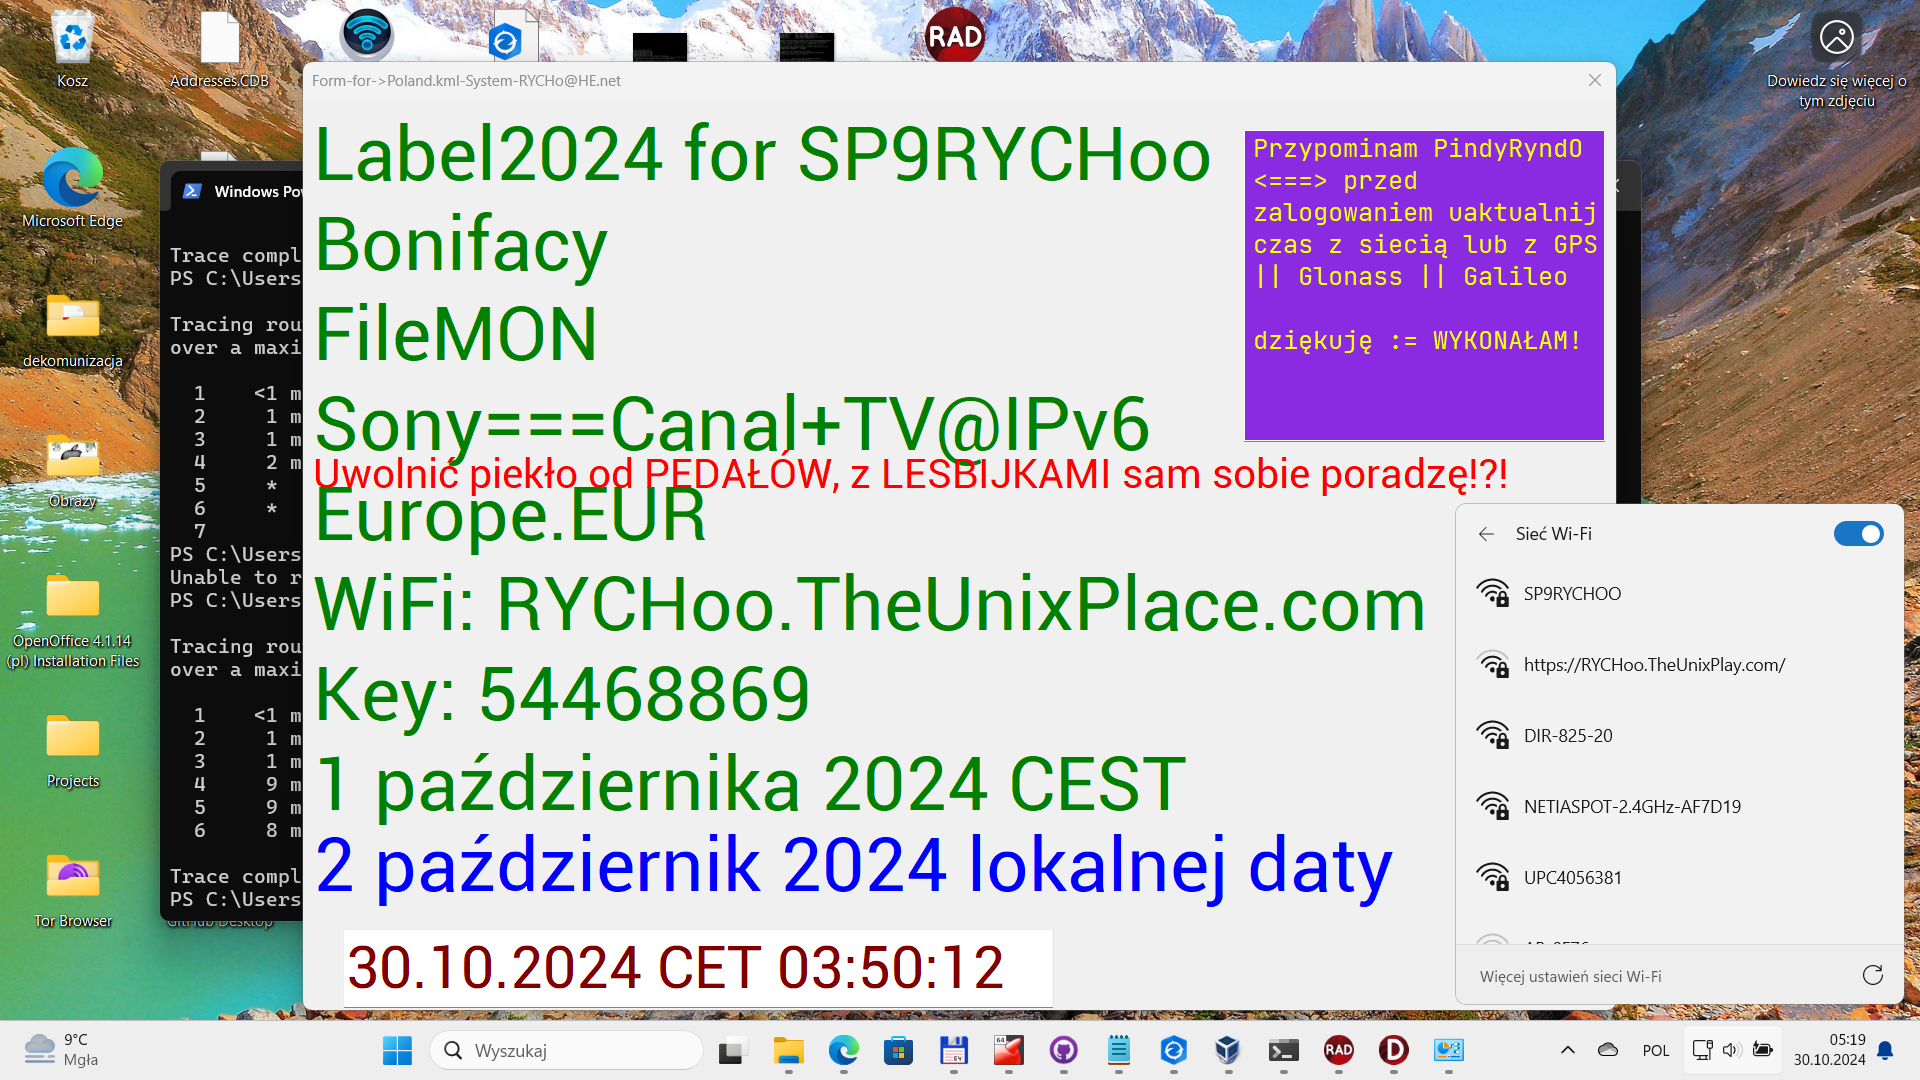 Kosz
Addresses.CDB
RAD
Dowiedz się więcej o
tym zdjęciu
Form-for->Poland.kml-System-RYCHo@HE.net
Label2024 for SP9RYCHoo
Bonifacy
FileMON
Sony===Canal+TV@IPv6
Uwolnić piekło od PEDAŁÓW, z LESBIJKAMI sam sobie poradzę!?!
Europe.EUR
WiFi: RYCHoo.TheUnixPlace.com
Key: 54468869
1 października 2024 CEST
2 październik 2024 lokalnej daty
30.10.2024 CET 03:50:12
Przypominam PindyRyndO
<===> przed
zalogowaniem uaktualnij
czas z siecią lub z GPS
|| Glonass || Galileo
dziękuję := WYKONAŁAM!
Microsoft Edge
dekomunizacja
Obrazy
OpenOffice 4.1.14
(pl) Installation Files
Projects
Tor Browser
GitHub Desktop
Windows Pow
Trace compl
PS C:\Users
Tracing rou
over a maxi
1 <1 m
2 1 m
3 1 m
4 2 m
5 *
6 *
7
PS C:\Users
Unable to r
PS C:\Users
Tracing rou
over a maxi
1 <1 m
2 1 m
3 1 m
4 9 m
5 9 m
6 8 m
Trace compl
PS C:\Users
Sieć Wi-Fi
SP9RYCHOO
https://RYCHoo.TheUnixPlay.com/
DIR-825-20
NETIASPOT-2.4GHz-AF7D19
UPC4056381
Więcej ustawień sieci Wi-Fi
9°C
Mgła
Wyszukaj
64
64
RAD
D
POL
05:19
30.10.2024